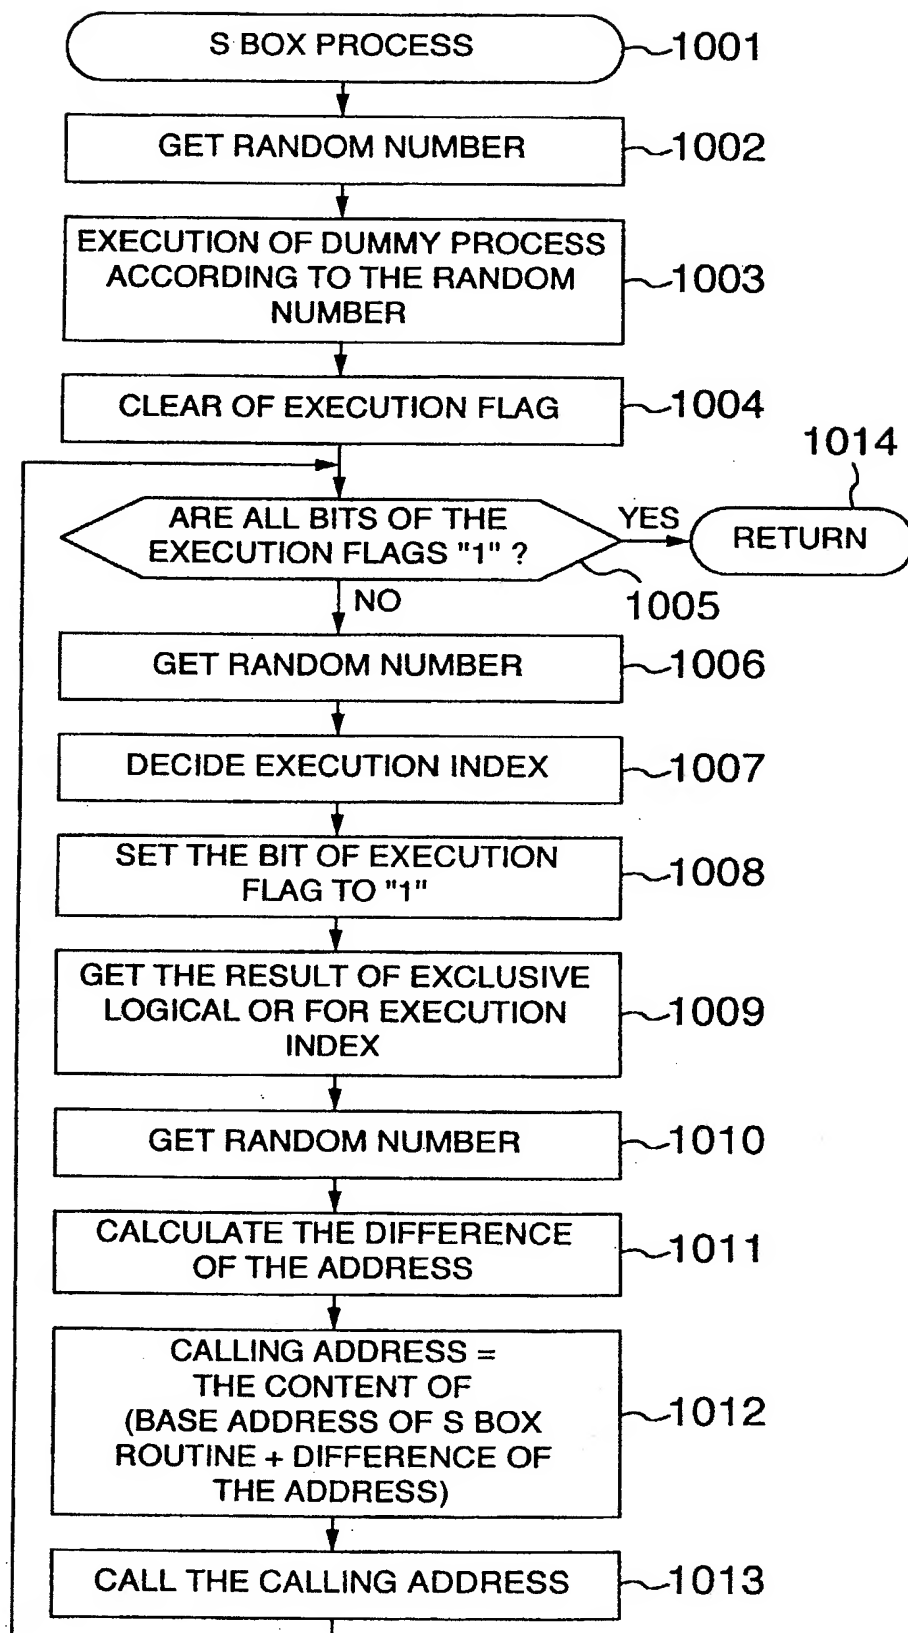 S BOX PROCESS
1001
GET RANDOM NUMBER
1002
EXECUTION OF DUMMY PROCESS
ACCORDING TO THE RANDOM
NUMBER
1003
CLEAR OF EXECUTION FLAG
1004
1014
ARE ALL BITS OF THE
EXECUTION FLAGS "1" ?
YES
RETURN
1005
NO
GET RANDOM NUMBER
1006
DECIDE EXECUTION INDEX
1007
SET THE BIT OF EXECUTION
FLAG TO "1"
1008
GET THE RESULT OF EXCLUSIVE
LOGICAL OR FOR EXECUTION
INDEX
1009
GET RANDOM NUMBER
1010
CALCULATE THE DIFFERENCE
OF THE ADDRESS
1011
CALLING ADDRESS =
THE CONTENT OF
(BASE ADDRESS OF S BOX
ROUTINE + DIFFERENCE OF
THE ADDRESS)
1012
CALL THE CALLING ADDRESS
1013